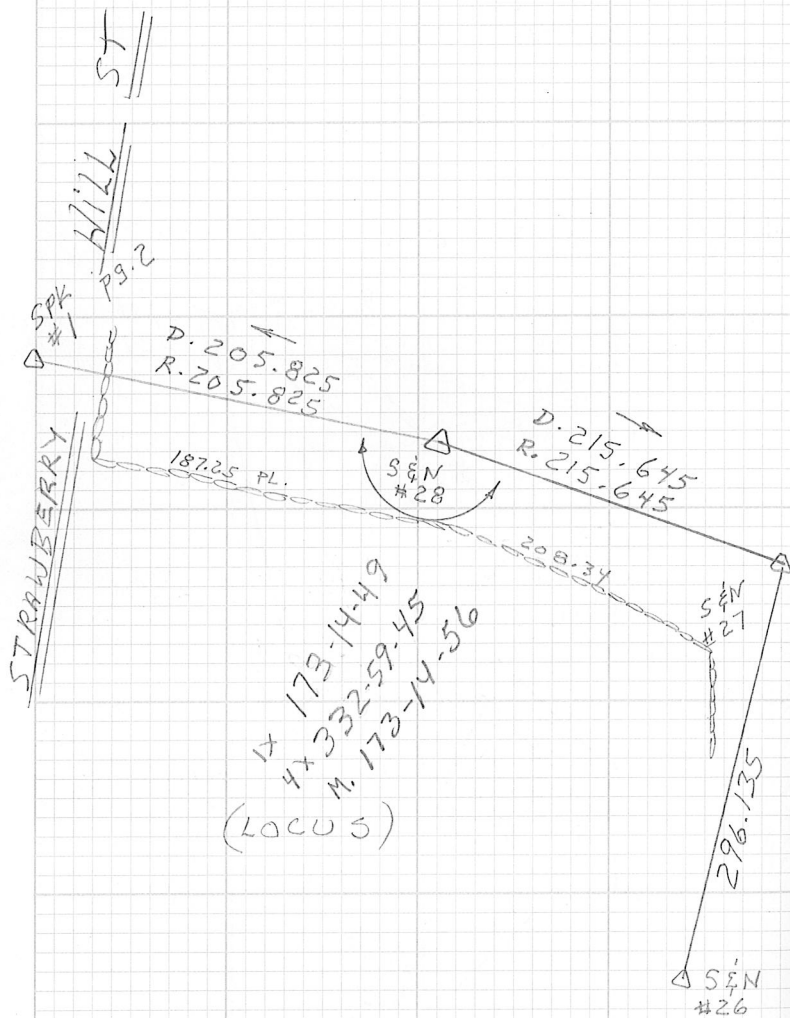 STRAWBERRY HILL ST
pg.2
SPK
#1
D. 205.825
R. 205.825
D. 215.645
R. 215.645
187.25 PL.
S&N
#28
208.34
S&N
#27
1x 173-14-49
4x 332-59-45
M. 173-14-56
(LOCUS)
296.135
S&N
#26